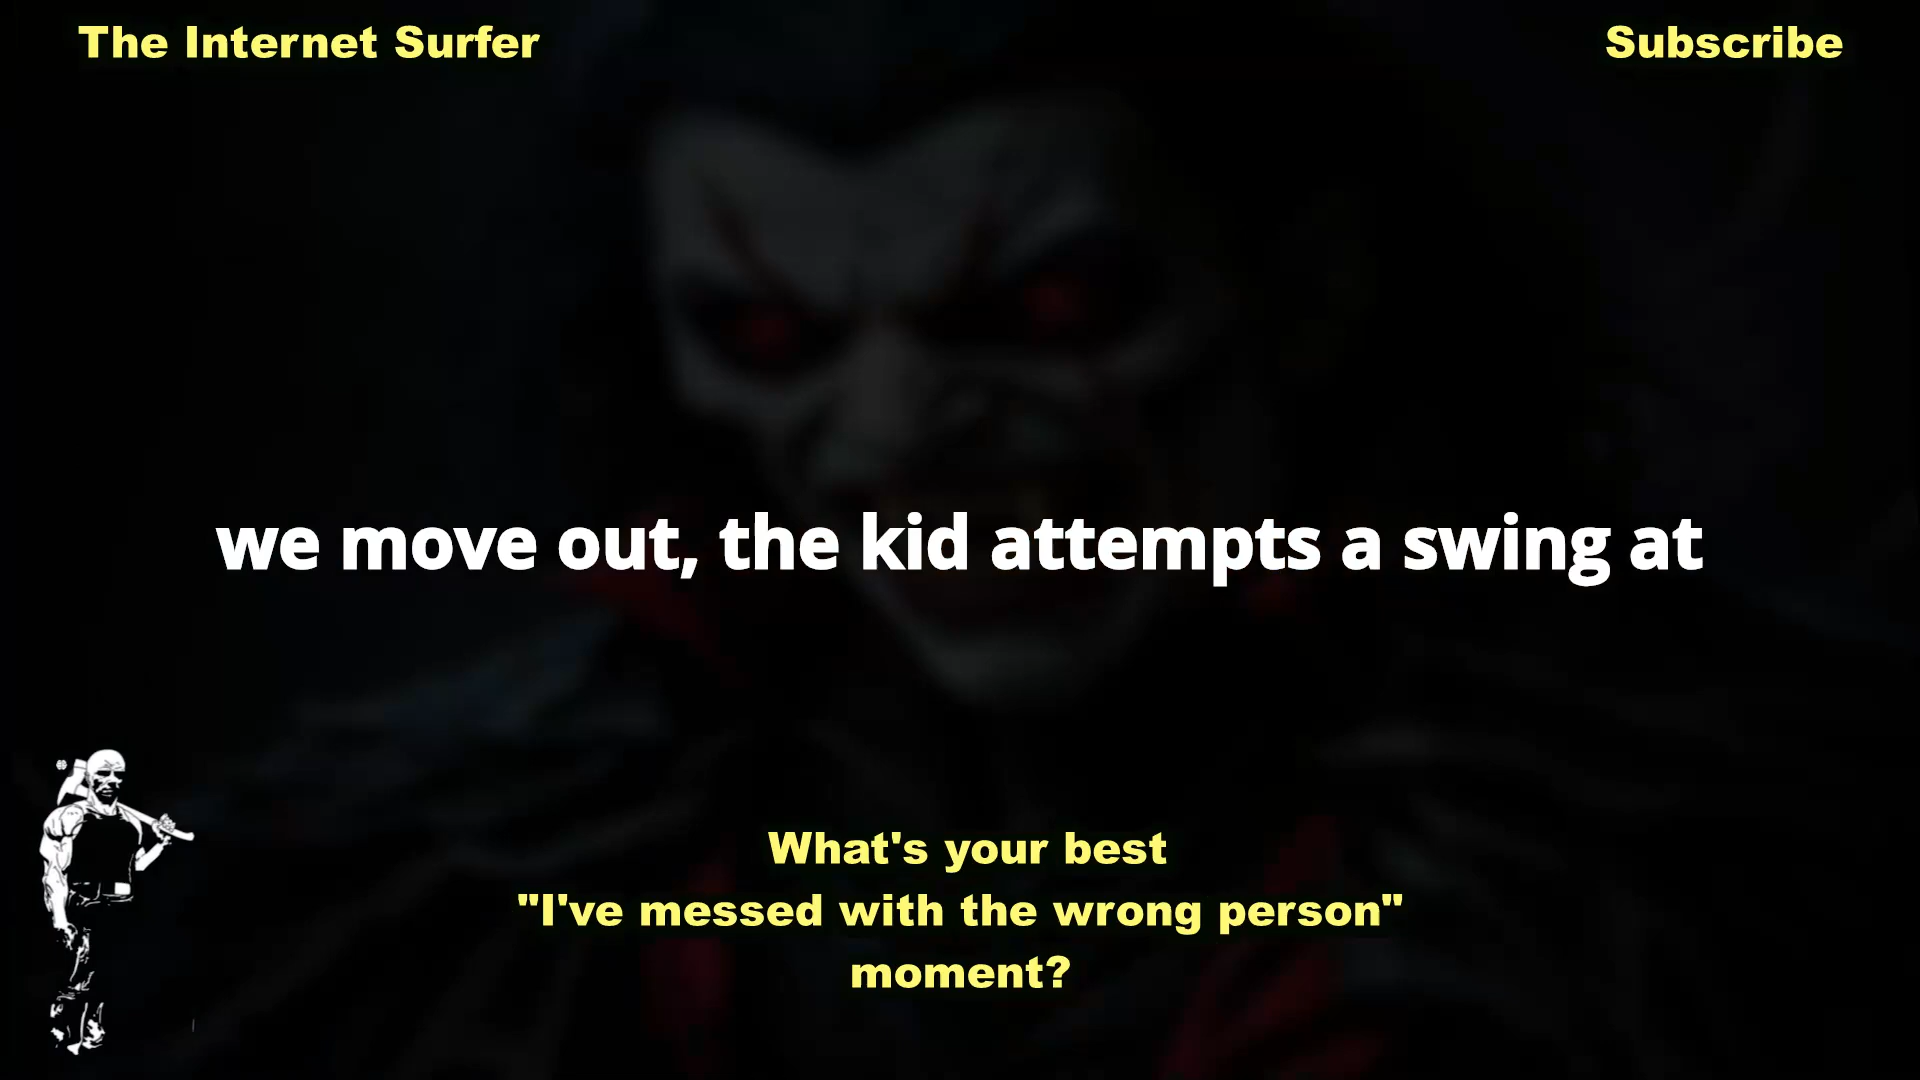 The Internet Surfer
Subscribe
we move out, the kid attempts a swing at
What's your best
"I've messed with the wrong person"
moment?